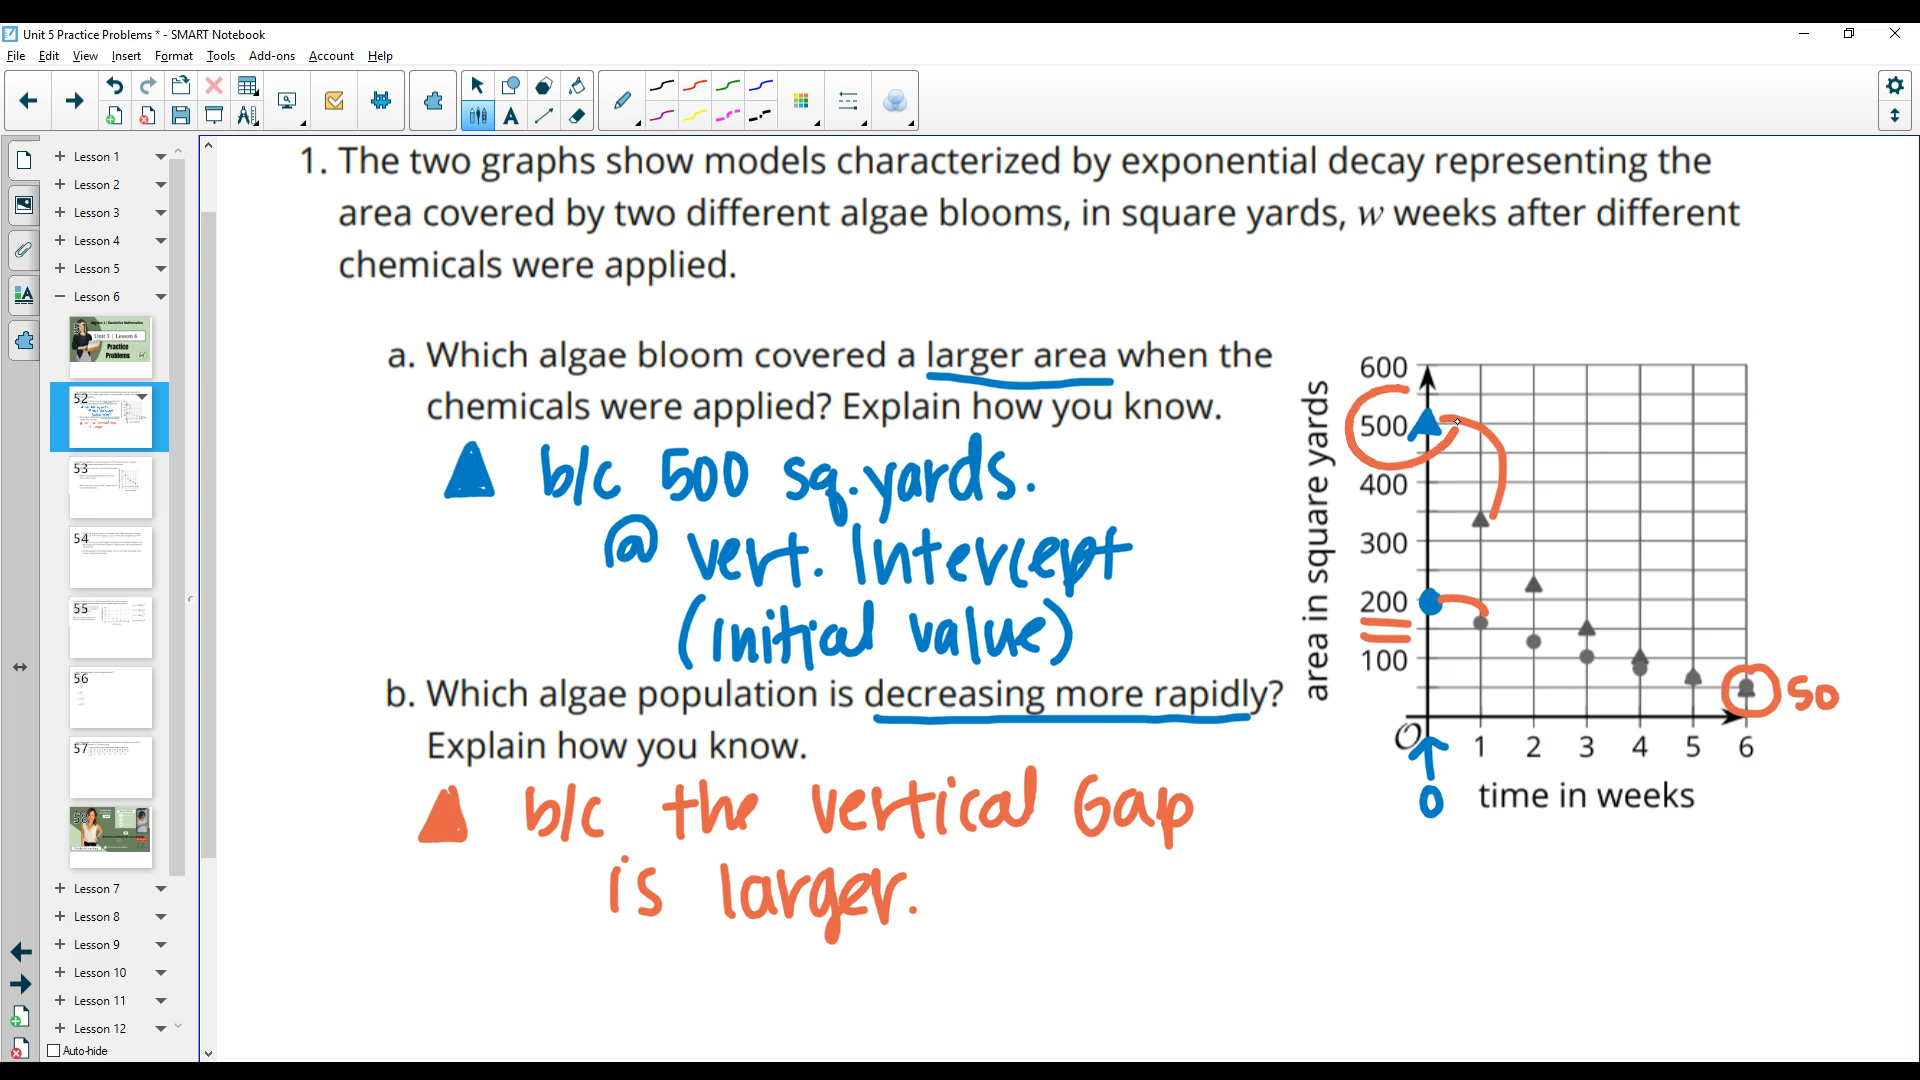 Unit 5 Practice Problems * - SMART Notebook
File Edit View Insert Format Tools Add-ons Account Help
Lesson 1
Lesson 2
Lesson 3
Lesson 4
Lesson 5
Lesson 6
Unit 5 | Lesson 6
Practice
Problems
52
53
54
55
56
57
58
Lesson 7
Lesson 8
Lesson 9
Lesson 10
Lesson 11
Lesson 12
Auto-hide
1. The two graphs show models characterized by exponential decay representing the
area covered by two different algae blooms, in square yards, w weeks after different
chemicals were applied.
a. Which algae bloom covered a larger area when the
chemicals were applied? Explain how you know.
▲ b/c 500 sq. yards.
@ vert. Intercept
(Initial value)
b. Which algae population is decreasing more rapidly?
Explain how you know.
▲ b/c the vertical Gap
is larger.
area in square yards
600
500
400
300
200
100
50
O 1 2 3 4 5 6
0
time in weeks